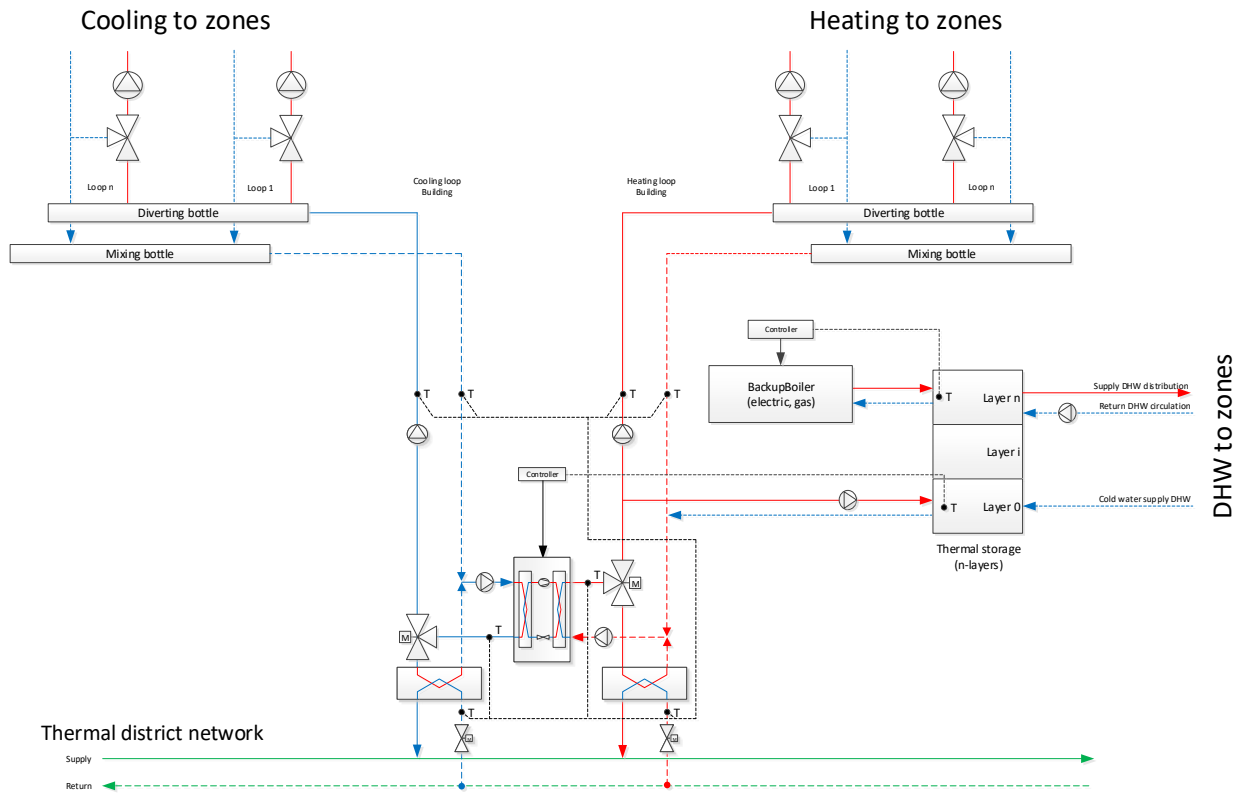 Cooling to zones
Heating to zones
Loop n
Loop 1
Cooling loop
Building
Heating loop
Building
Loop 1
Loop n
Diverting bottle
Diverting bottle
Mixing bottle
Mixing bottle
Controller
BackupBoiler
(electric, gas)
T
Layer n
Supply DHW distribution
Return DHW circulation
DHW to zones
T
T
T
T
Layer i
Controller
T
Layer 0
Cold water supply DHW
Thermal storage
(n-layers)
T
M
M
T
T
T
Thermal district network
M
M
Supply
Return